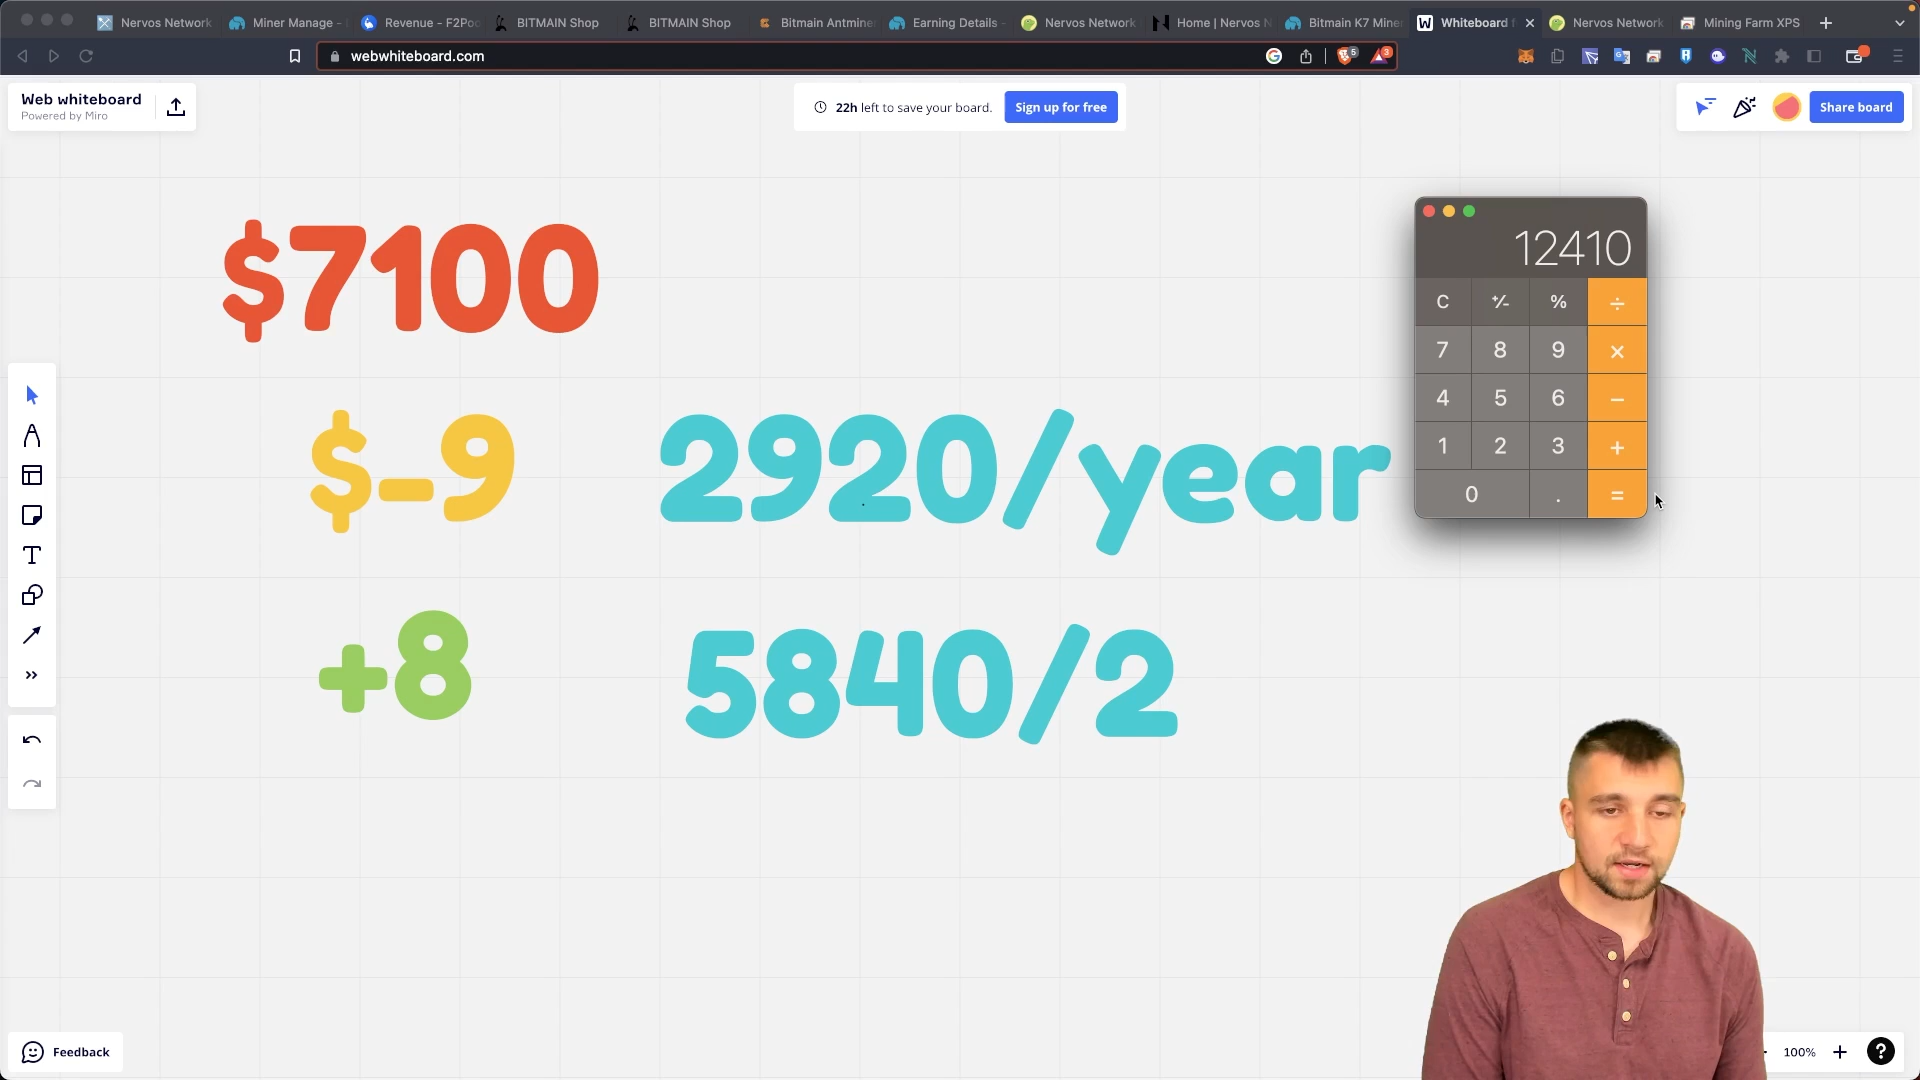 Nervos Network
Miner Manage -
Revenue - F2Poo
BITMAIN Shop
BITMAIN Shop
Bitmain Antmine
Earning Details -
Nervos Network
Home | Nervos N
Bitmain K7 Mine
Whiteboard f
Nervos Network
Mining Farm XPS
webwhiteboard.com
5
3
Web whiteboard
Powered by Miro
22h left to save your board.
Sign up for free
Share board
$7100
12410
C +/- % ÷
7 8 9 ×
4 5 6 −
1 2 3 +
0 . =
$-9
2920/year
+8
5840/2
T
Feedback
- 100% + ?